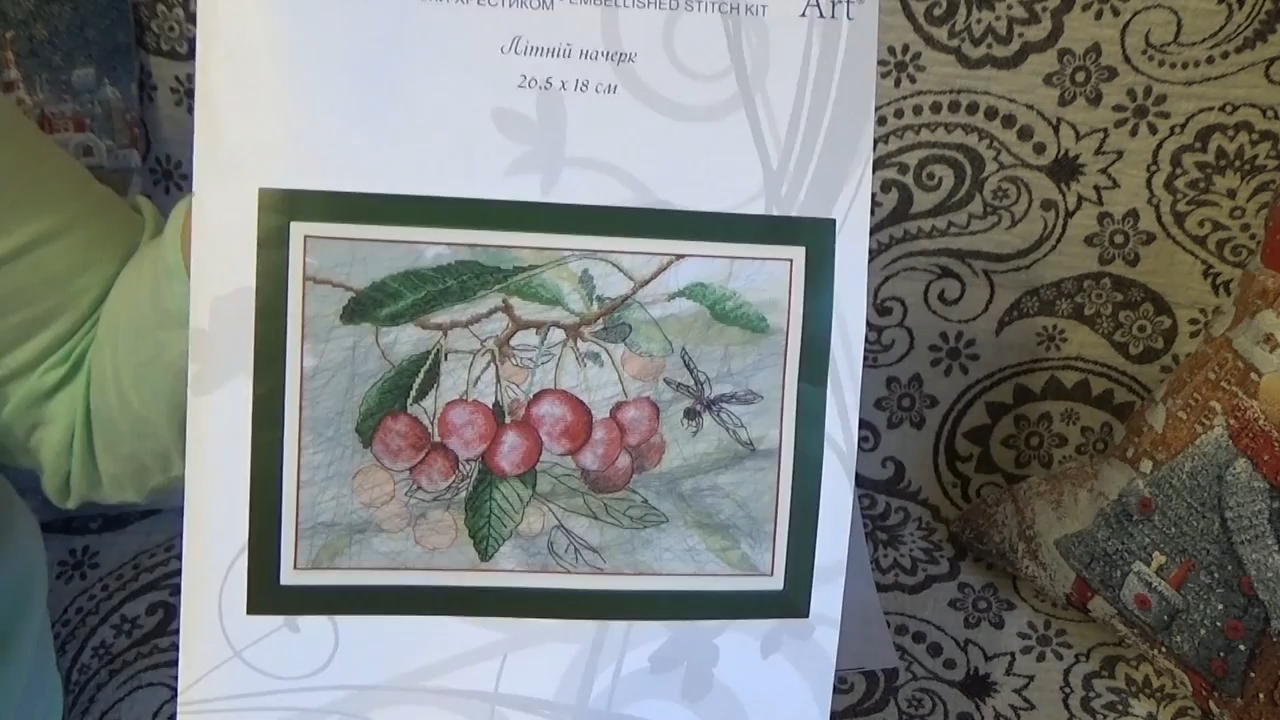 ХРЕСТИКОМ - EMBELLISHED STITCH KIT Art
Літній начерк
26,5 x 18 см